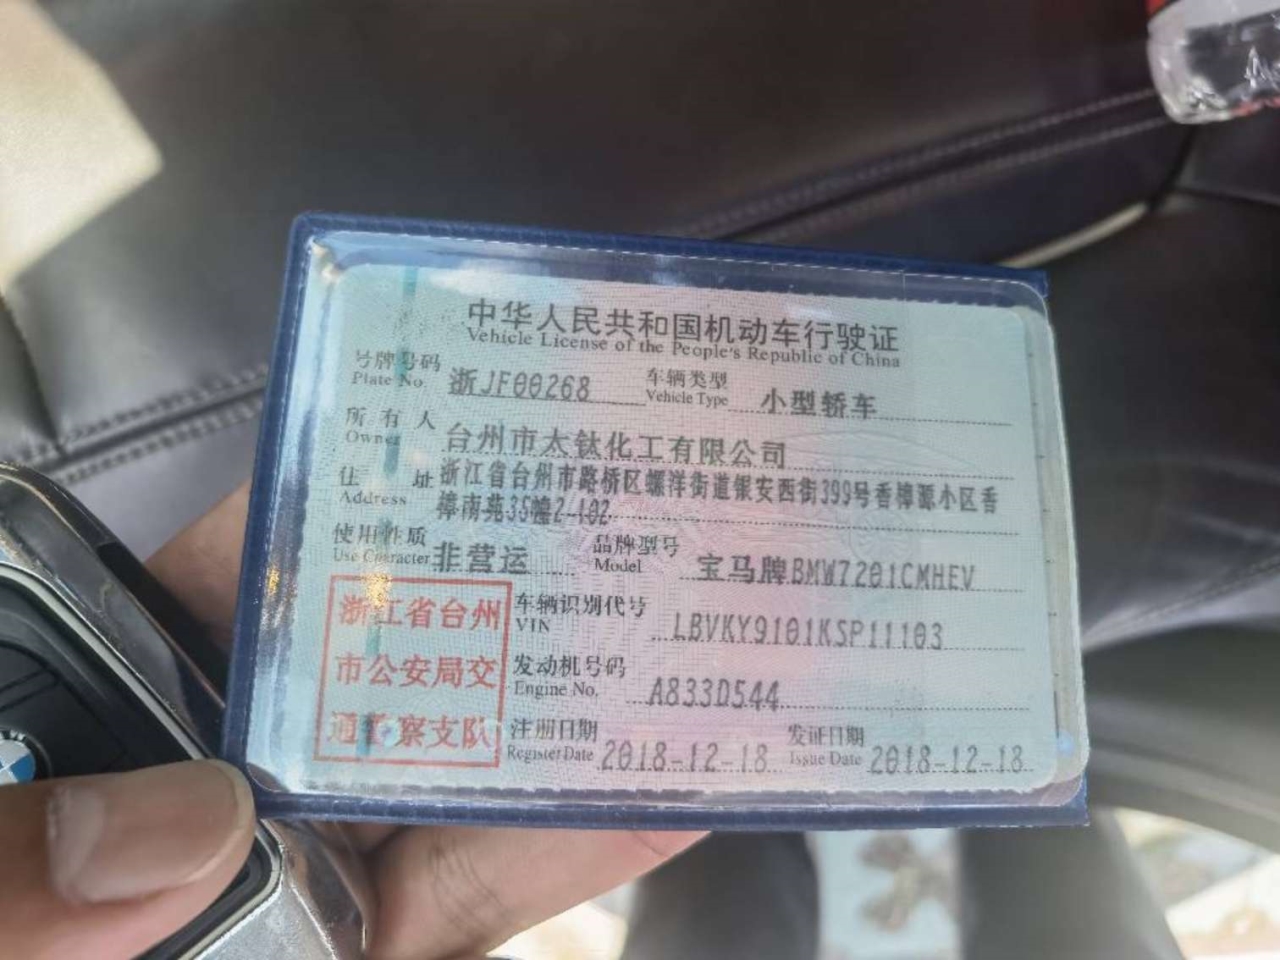 中华人民共和国机动车行驶证
Vehicle License of the People's Republic of China
号牌号码 浙JF00268 车辆类型 小型轿车
Plate No. Vehicle Type
所有人 台州市太钛化工有限公司
Owner
住址 浙江省台州市路桥区螺洋街道银安西街399号香樟源小区香
Address 樟南苑35幢2-102
使用性质 非营运 品牌型号 宝马牌BMW7201CMHEV
Use Character Model
浙江省台州 车辆识别代号 LBVKY9101KSP11103
VIN
市公安局交 发动机号码 A833D544
Engine No.
通警察支队 注册日期 2018-12-18 发证日期 2018-12-18
Register Date Issue Date